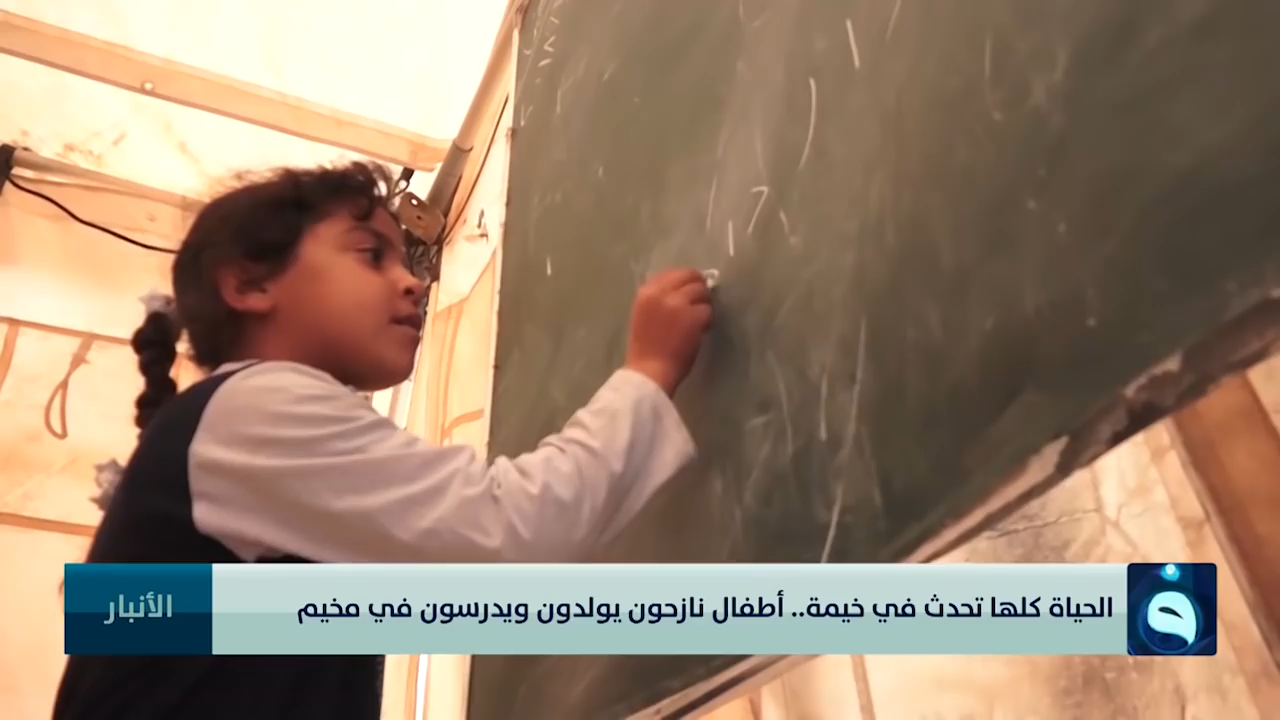 الحياة كلها تحدث في خيمة.. أطفال نازحون يولدون ويدرسون في مخيم
الأنبار